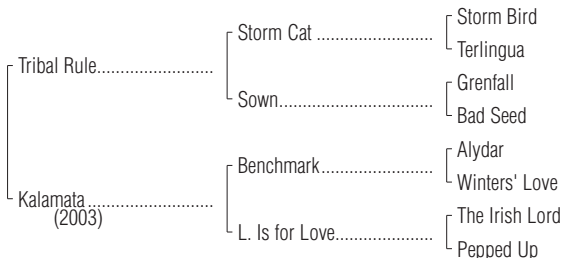 Storm Bird
Storm Cat ........................
Terlingua
Tribal Rule........................
Grenfall
Sown................................
Bad Seed
Alydar
Benchmark.......................
Winters' Love
Kalamata..........................
(2003)
The Irish Lord
L. Is for Love....................
Pepped Up